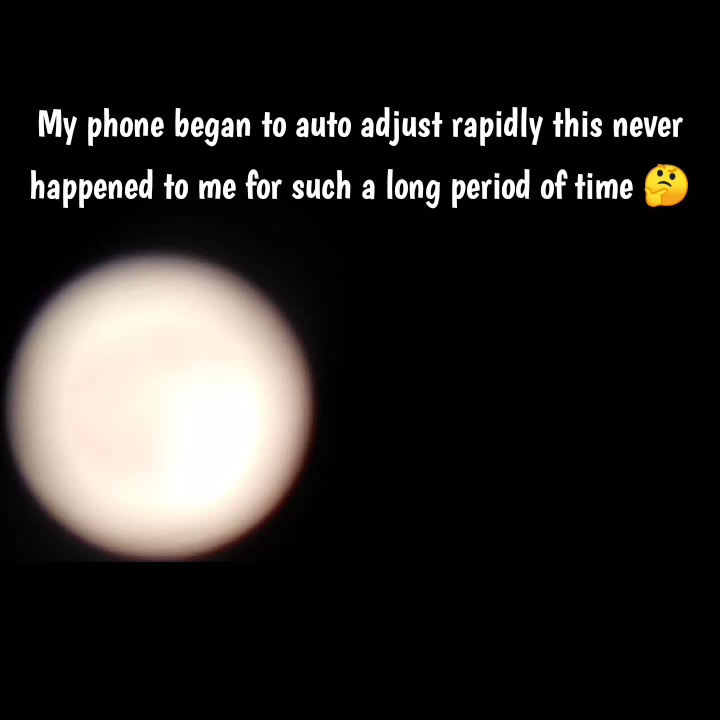 My phone began to auto adjust rapidly this never
happened to me for such a long period of time 🤔